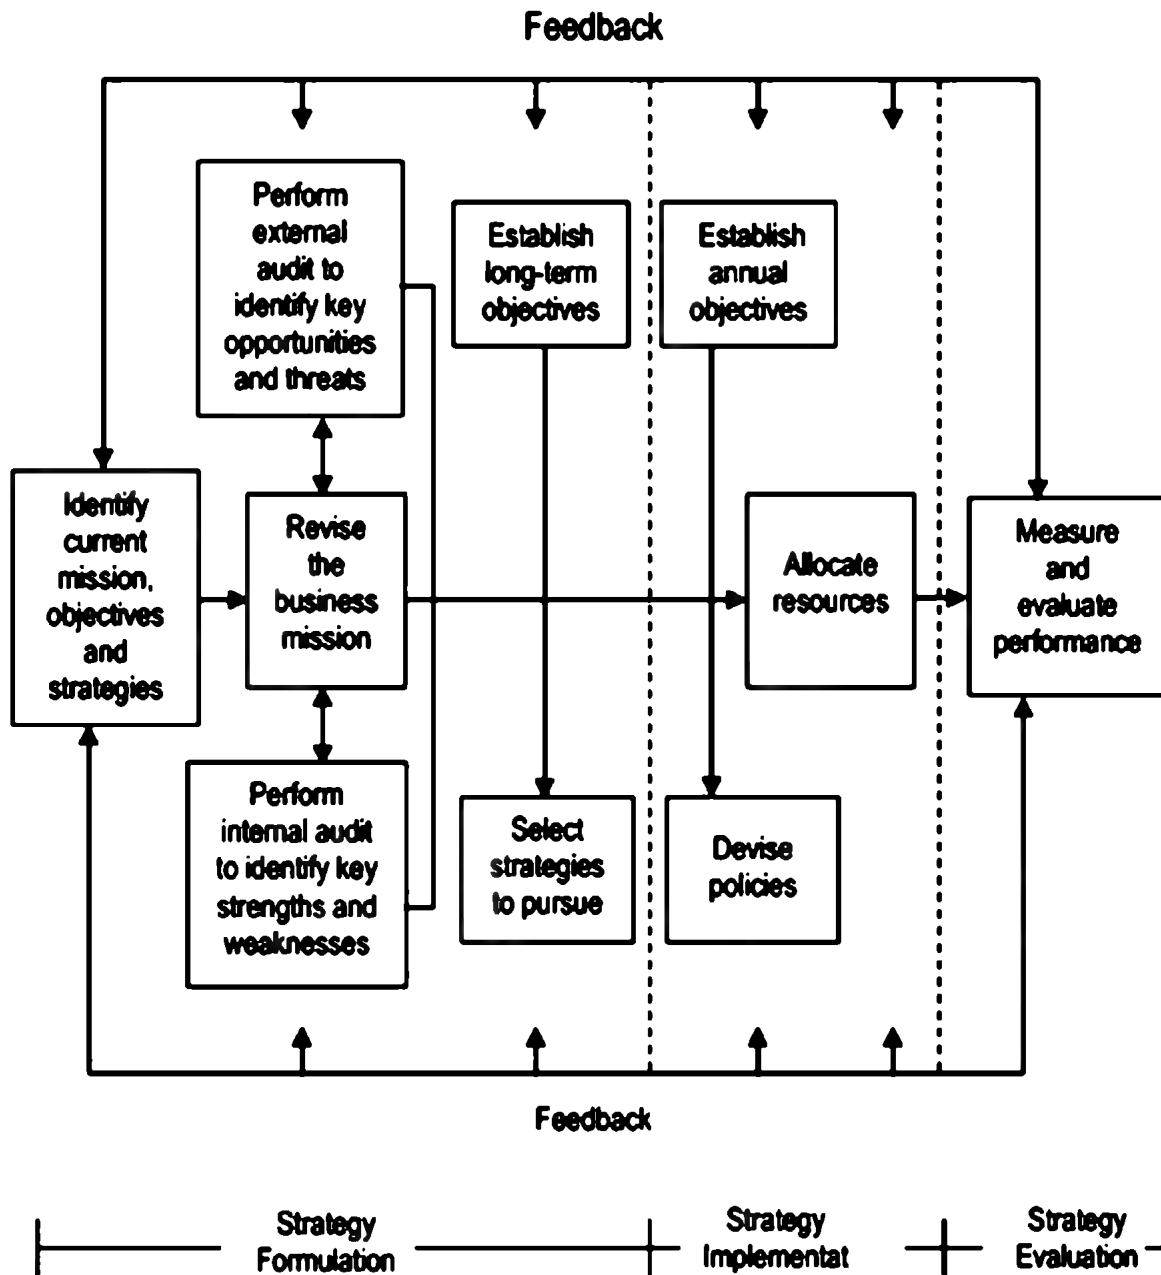 Feedback
Perform
external
audit to
identify key
opportunities
and threats
Establish
long-term
objectives
Establish
annual
objectives
Identify
current
mission,
objectives
and
strategies
Revise
the
business
mission
Allocate
resources
Measure
and
evaluate
performance
Perform
internal audit
to identify key
strengths and
weaknesses
Select
strategies
to pursue
Devise
policies
Feedback
Strategy
Formulation
Strategy
Implementat
Strategy
Evaluation